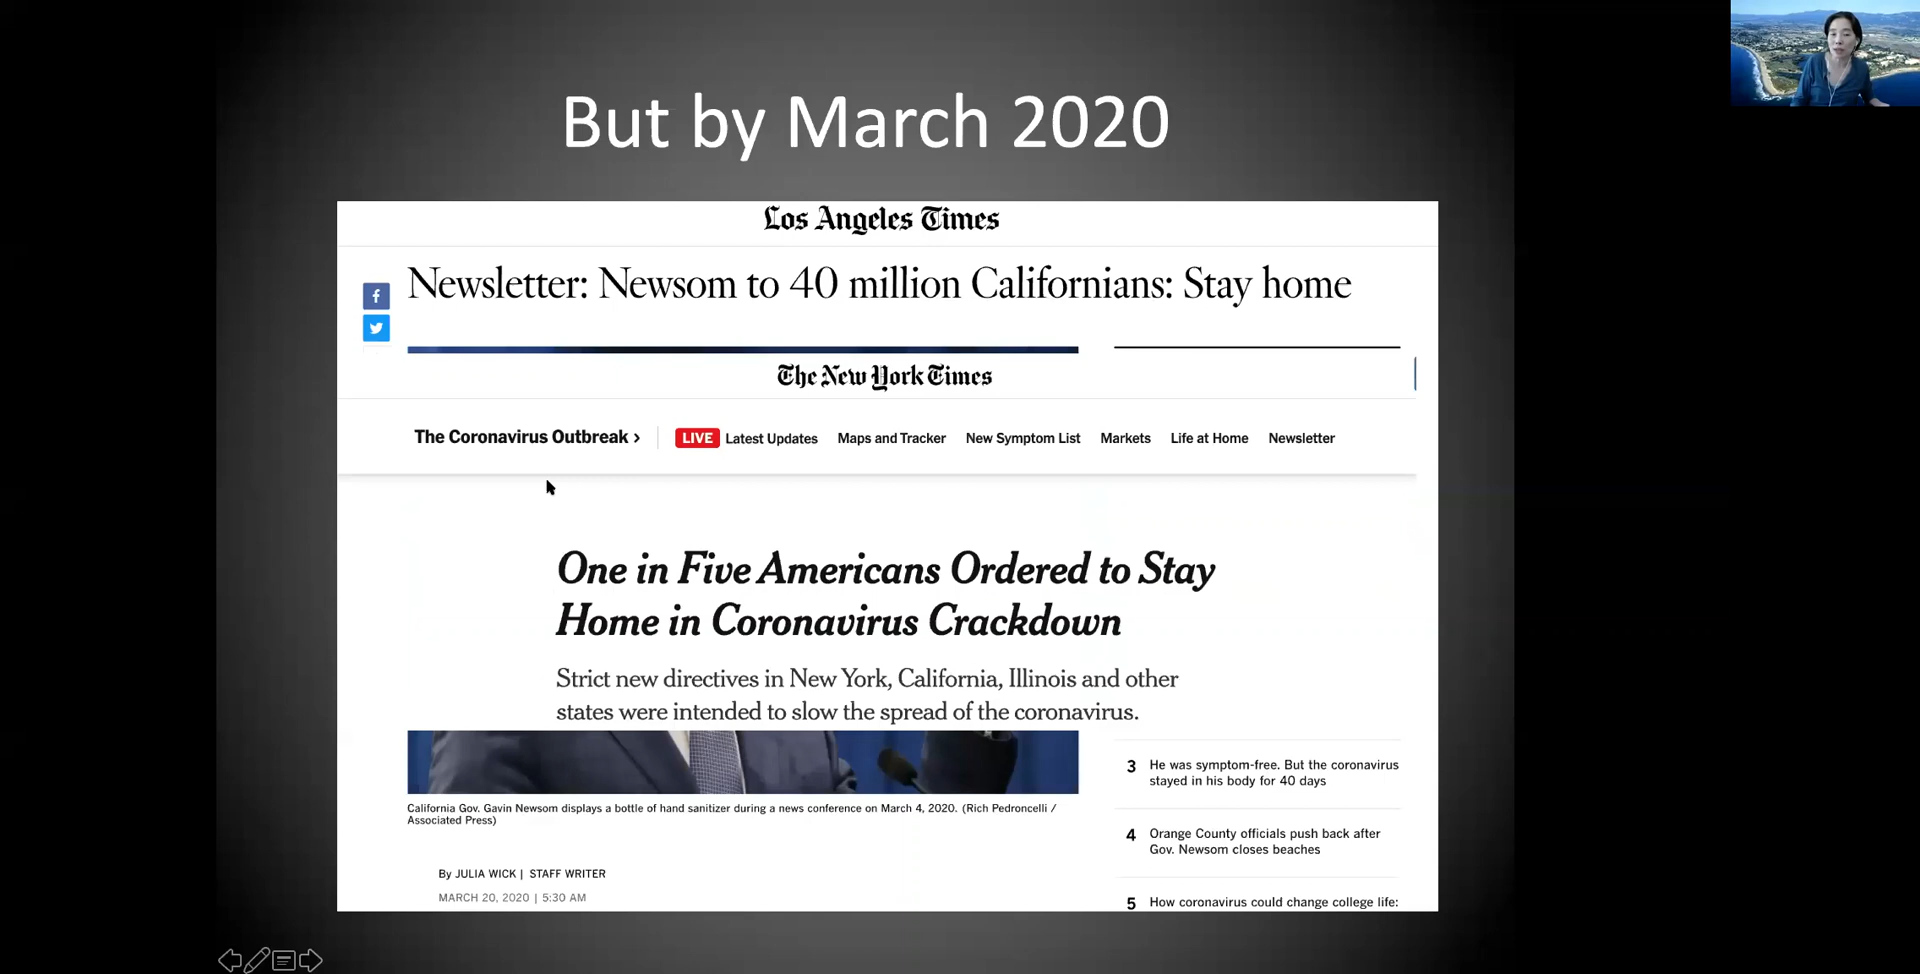 But by March 2020
Los Angeles Times
Newsletter: Newsom to 40 million Californians: Stay home
The New York Times
The Coronavirus Outbreak › LIVE Latest Updates Maps and Tracker New Symptom List Markets Life at Home Newsletter
One in Five Americans Ordered to Stay
Home in Coronavirus Crackdown
Strict new directives in New York, California, Illinois and other
states were intended to slow the spread of the coronavirus.
California Gov. Gavin Newsom displays a bottle of hand sanitizer during a news conference on March 4, 2020. (Rich Pedroncelli /
Associated Press)
By JULIA WICK | STAFF WRITER
MARCH 20, 2020 | 5:30 AM
3 He was symptom-free. But the coronavirus
stayed in his body for 40 days
4 Orange County officials push back after
Gov. Newsom closes beaches
5 How coronavirus could change college life: